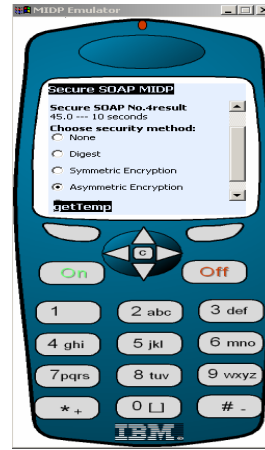 MIDP Emulator
Secure SOAP MIDP
Secure SOAP No.4result
45.0 --- 10 seconds
Choose security method:
None
Digest
Symmetric Encryption
Asymmetric Encryption
getTemp
C
On
Off
1
2 abc
3 def
4 ghi
5 jkl
6 mno
7pqrs
8 tuv
9 wxyz
* +
0
# -
IBM.